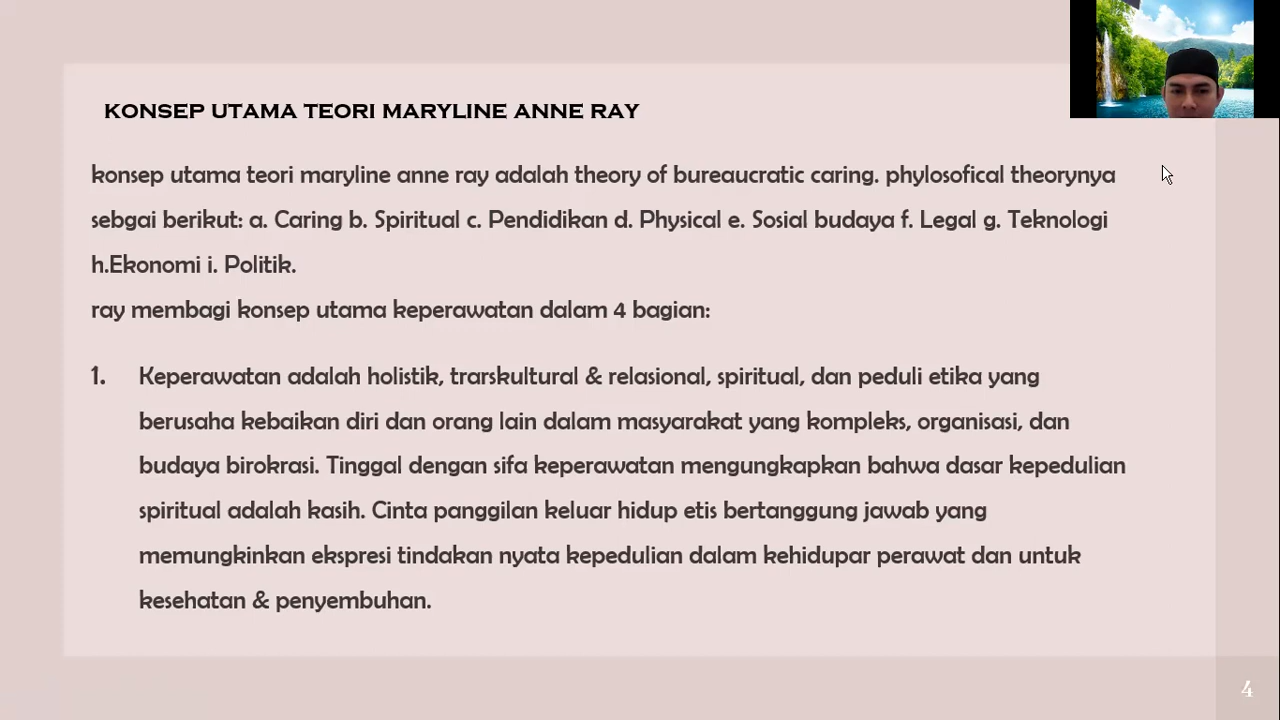 KONSEP UTAMA TEORI MARYLINE ANNE RAY
konsep utama teori maryline anne ray adalah theory of bureaucratic caring. phylosofical theorynya
sebgai berikut: a. Caring b. Spiritual c. Pendidikan d. Physical e. Sosial budaya f. Legal g. Teknologi
h.Ekonomi i. Politik.
ray membagi konsep utama keperawatan dalam 4 bagian:
1. Keperawatan adalah holistik, trarskultural & relasional, spiritual, dan peduli etika yang
berusaha kebaikan diri dan orang lain dalam masyarakat yang kompleks, organisasi, dan
budaya birokrasi. Tinggal dengan sifa keperawatan mengungkapkan bahwa dasar kepedulian
spiritual adalah kasih. Cinta panggilan keluar hidup etis bertanggung jawab yang
memungkinkan ekspresi tindakan nyata kepedulian dalam kehidupar perawat dan untuk
kesehatan & penyembuhan.
4